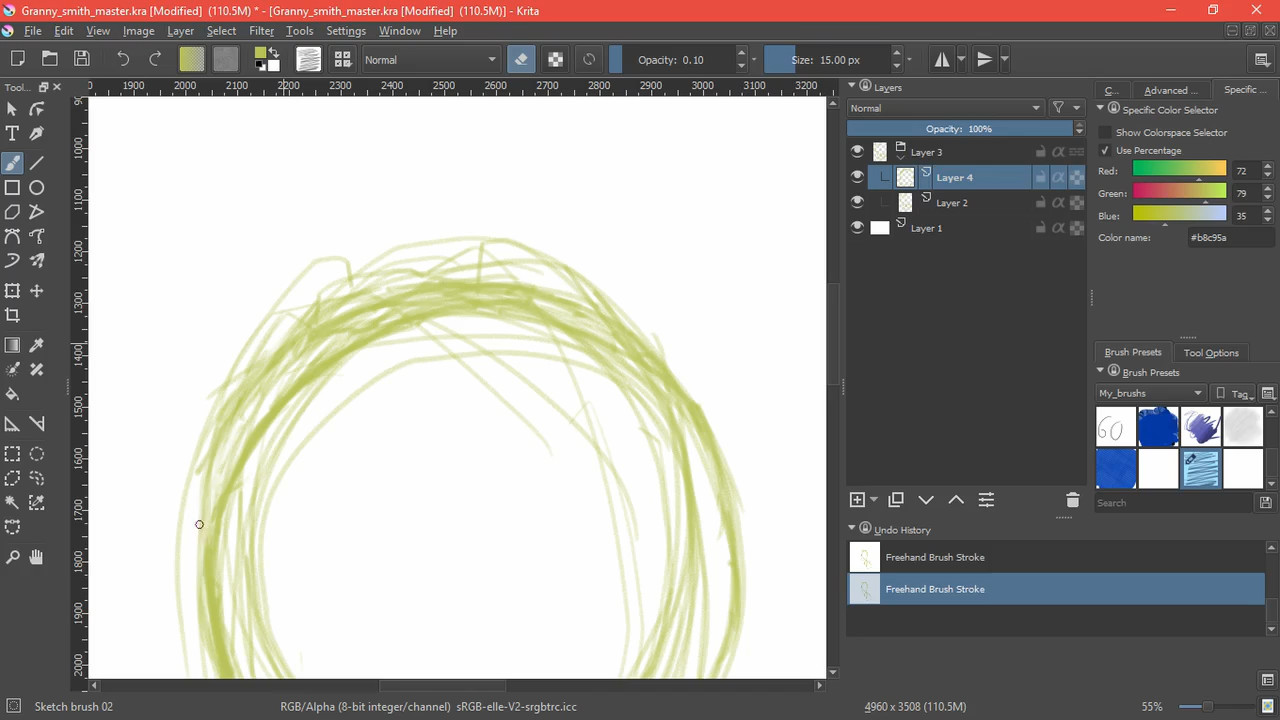 Granny_smith_master.kra [Modified] (110.5M) * - [Granny_smith_master.kra [Modified] (110.5M)] - Krita
File Edit View Image Layer Select Filter Tools Settings Window Help
Normal Opacity: 0.10 Size: 15.00 px
Tool...
1900 2000 2100 2200 2300 2400 2500 2600 2700 2800 2900 3000 3100 3200
1000
1100
1200
1300
1400
1500
1600
1700
1800
1900
2000
Layers
Normal
Opacity: 100%
Layer 3
Layer 4
Layer 2
Layer 1
Undo History
Freehand Brush Stroke
Freehand Brush Stroke
C... Advanced ... Specific ...
Specific Color Selector
Show Colorspace Selector
Use Percentage
Red: 72
Green: 79
Blue: 35
Color name: #b8c95a
Brush Presets Tool Options
Brush Presets
My_brushs Tag
Search
Sketch brush 02 RGB/Alpha (8-bit integer/channel) sRGB-elle-V2-srgbtrc.icc 4960 x 3508 (110.5M) 55%